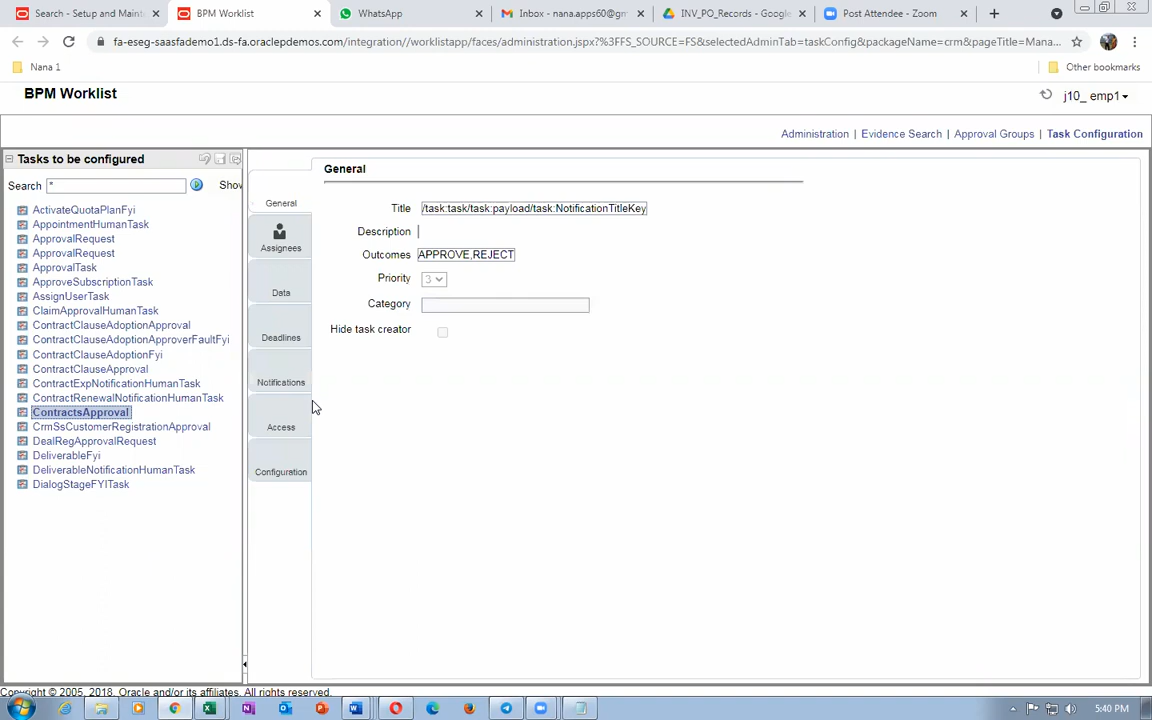 Search - Setup and Maint
BPM Worklist
WhatsApp
Inbox - nana.apps60@gm
INV_PO_Records - Google
Post Attendee - Zoom
fa-eseg-saasfademo1.ds-fa.oraclepdemos.com/integration//worklistapp/faces/administration.jspx?%3FFS_SOURCE=FS&selectedAdminTab=taskConfig&packageName=crm&pageTitle=Mana...
Nana 1
Other bookmarks
BPM Worklist
j10_ emp1
Administration | Evidence Search | Approval Groups | Task Configuration
Tasks to be configured
Search *
Show
ActivateQuotaPlanFyi
AppointmentHumanTask
ApprovalRequest
ApprovalRequest
ApprovalTask
ApproveSubscriptionTask
AssignUserTask
ClaimApprovalHumanTask
ContractClauseAdoptionApproval
ContractClauseAdoptionApproverFaultFyi
ContractClauseAdoptionFyi
ContractClauseApproval
ContractExpNotificationHumanTask
ContractRenewalNotificationHumanTask
ContractsApproval
CrmSsCustomerRegistrationApproval
DealRegApprovalRequest
DeliverableFyi
DeliverableNotificationHumanTask
DialogStageFYITask
General
Assignees
Data
Deadlines
Notifications
Access
Configuration
General
Title /task:task/task:payload/task:NotificationTitleKey
Description
Outcomes APPROVE,REJECT
Priority 3
Category
Hide task creator
Copyright © 2005, 2018, Oracle and/or its affiliates. All rights reserved.
5:40 PM